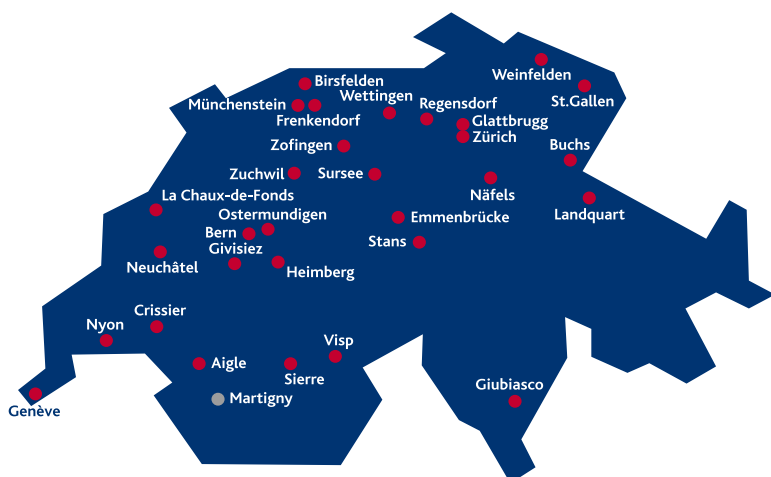 Weinfelden
Birsfelden
St.Gallen
Wettingen
Münchenstein
Regensdorf
Frenkendorf
Glattbrugg
Zürich
Zofingen
Buchs
Zuchwil
Sursee
La Chaux-de-Fonds
Näfels
Landquart
Ostermundigen
Emmenbrücke
Bern
Stans
Givisiez
Neuchâtel
Heimberg
Crissier
Nyon
Visp
Aigle
Sierre
Giubiasco
Martigny
Genève